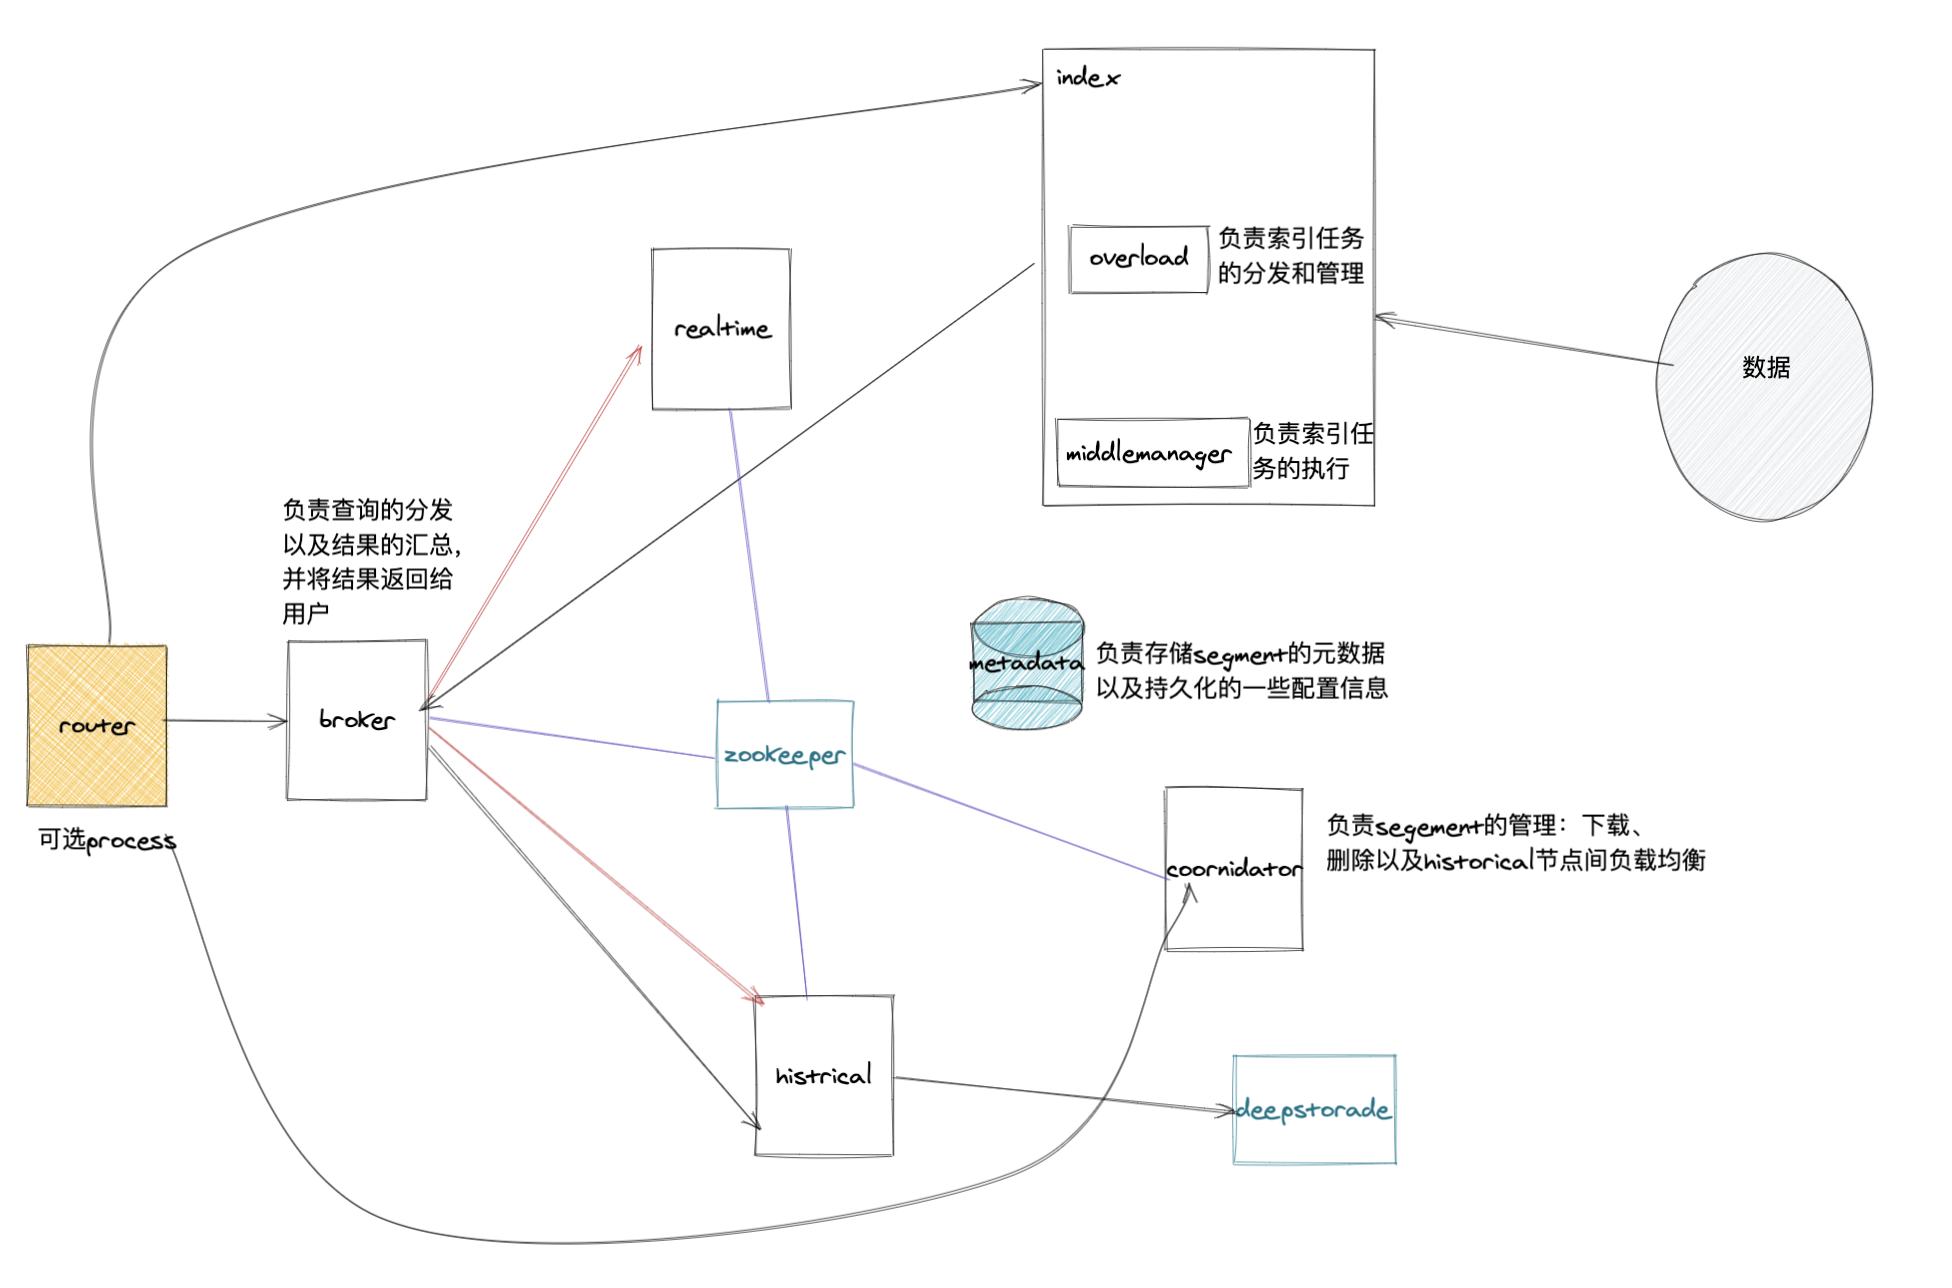 index
overload
负责索引任务
的分发和管理
realtime
数据
middlemanager
负责索引任
务的执行
负责查询的分发
以及结果的汇总,
并将结果返回给
用户
metadata
负责存储segment的元数据
以及持久化的一些配置信息
router
broker
zookeeper
可选process
coornidator
负责segement的管理：下载、
删除以及historical节点间负载均衡
histrical
deepstorade